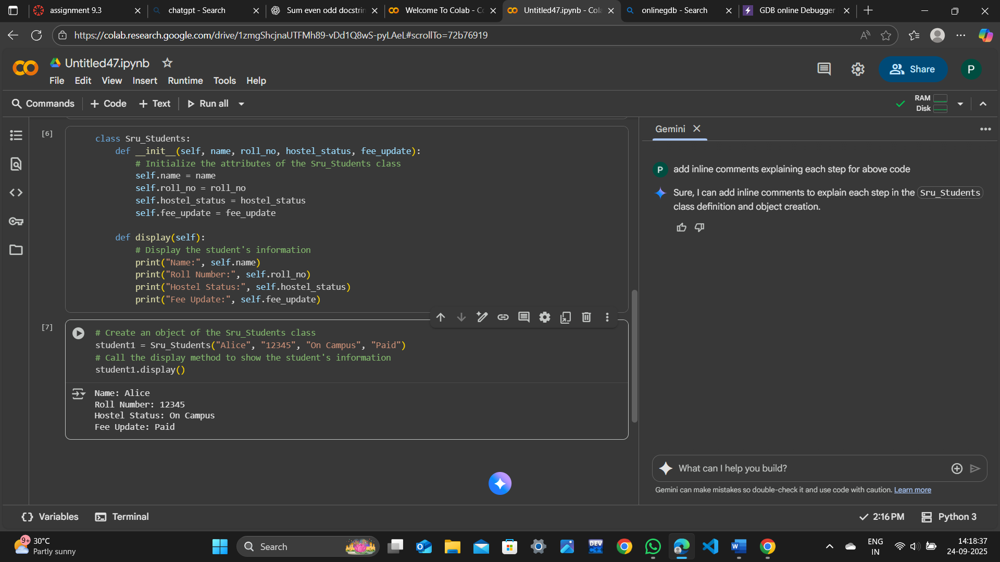 assignment 9.3
chatgpt - Search
Sum even odd docstrin
Welcome To Colab - Co
Untitled47.ipynb - Cola
onlinegdb - Search
GDB online Debugger
https://colab.research.google.com/drive/1zmgShcjnaUTFMh89-vDd1Q8wS-pyLAeL#scrollTo=72b76919
Untitled47.ipynb
Share
P
File Edit View Insert Runtime Tools Help
Commands + Code + Text Run all
RAM
Disk
[6]
class Sru_Students:
    def __init__(self, name, roll_no, hostel_status, fee_update):
        # Initialize the attributes of the Sru_Students class
        self.name = name
        self.roll_no = roll_no
        self.hostel_status = hostel_status
        self.fee_update = fee_update
    def display(self):
        # Display the student's information
        print("Name:", self.name)
        print("Roll Number:", self.roll_no)
        print("Hostel Status:", self.hostel_status)
        print("Fee Update:", self.fee_update)
[7]
# Create an object of the Sru_Students class
student1 = Sru_Students("Alice", "12345", "On Campus", "Paid")
# Call the display method to show the student's information
student1.display()
Name: Alice
Roll Number: 12345
Hostel Status: On Campus
Fee Update: Paid
Gemini
P
add inline comments explaining each step for above code
Sure, I can add inline comments to explain each step in the Sru_Students
class definition and object creation.
What can I help you build?
Gemini can make mistakes so double-check it and use code with caution. Learn more
Variables
Terminal
2:16 PM
Python 3
9+
30°C
Partly sunny
Search
DEV
C++
W
ENG
IN
14:18:37
24-09-2025